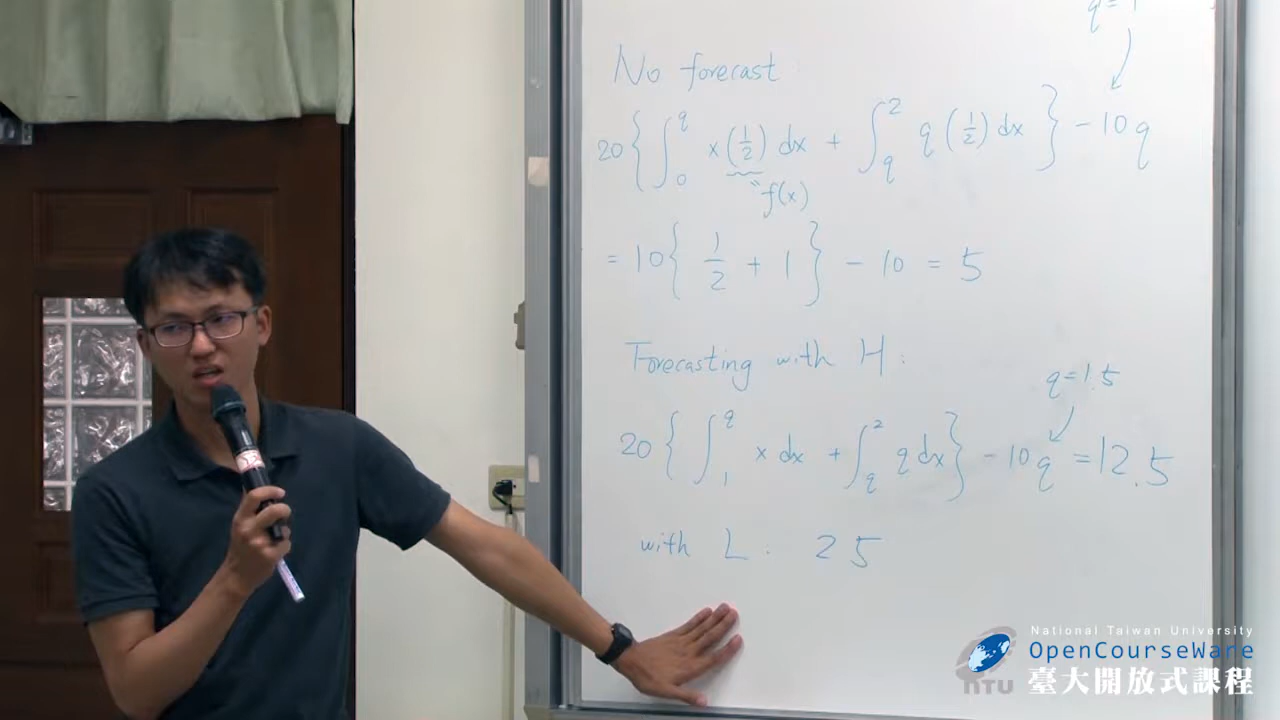 q=1
No forecast :
20{∫₀^q x(1/2) dx + ∫_q^2 q(1/2) dx} - 10q
"f(x)
= 10{1/2 + 1} - 10 = 5
Forecasting with H :
q=1.5
20{∫₁^q x dx + ∫_q^2 q dx} - 10q = 12.5
with L : 25
National Taiwan University
OpenCourseWare
NTU 臺大開放式課程